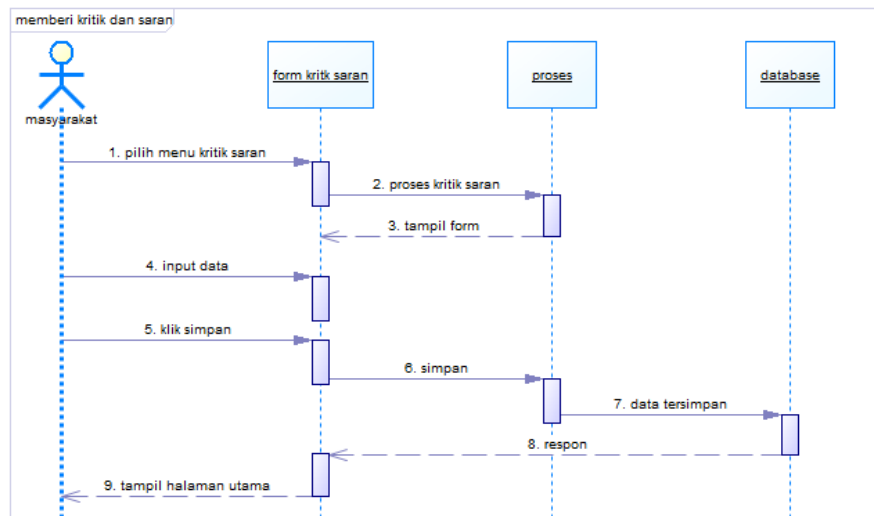 memberi kritik dan saran
masyarakat
form kritk saran
proses
database
1. pilih menu kritik saran
2. proses kritik saran
3. tampil form
4. input data
5. klik simpan
6. simpan
7. data tersimpan
8. respon
9. tampil halaman utama